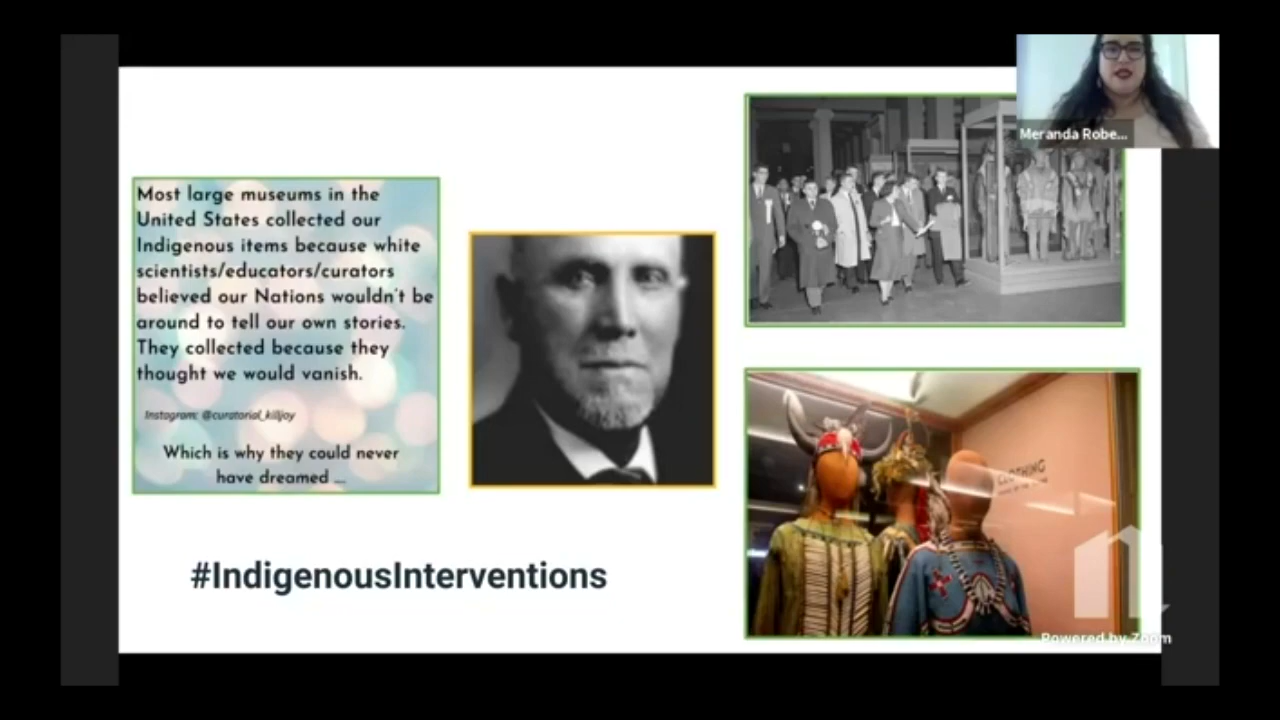 Most large museums in the
United States collected our
Indigenous items because white
scientists/educators/curators
believed our Nations wouldn't be
around to tell our own stories.
They collected because they
thought we would vanish.
Instagram: @curatorial_killjoy
Which is why they could never
have dreamed ...
#IndigenousInterventions
Meranda Robe...
CLOTHING
Powered by Zoom